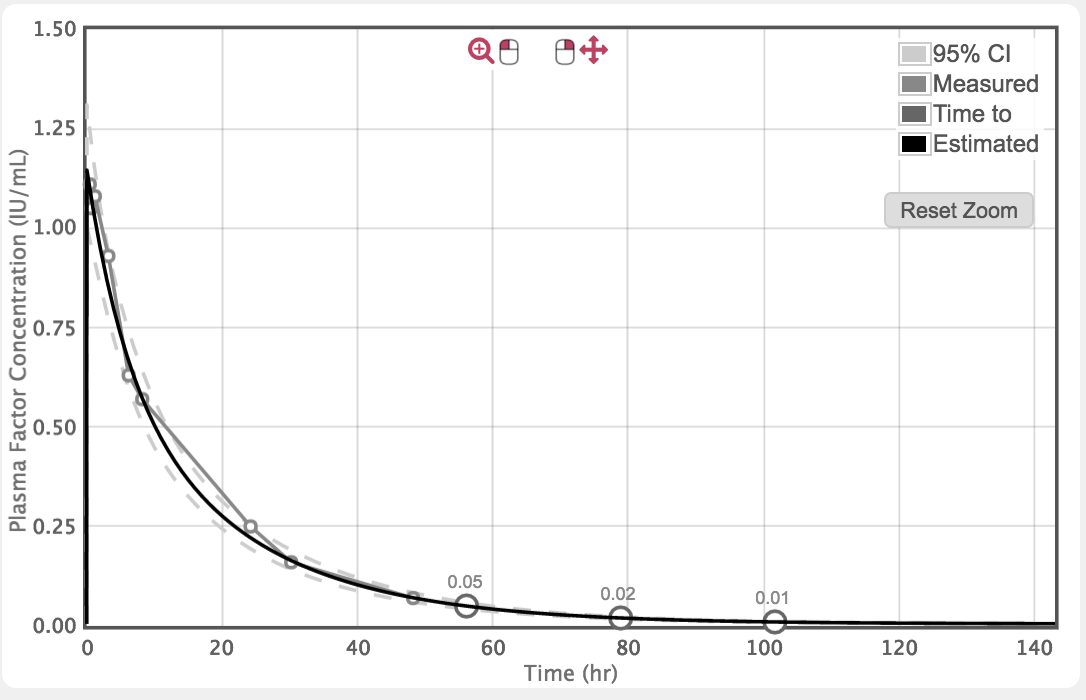 1.50
1.25
1.00
0.75
0.50
0.25
0.00
Plasma Factor Concentration (IU/mL)
95% CI
Measured
Time to
Estimated
Reset Zoom
0.05
0.02
0.01
0 20 40 60 80 100 120 140
Time (hr)